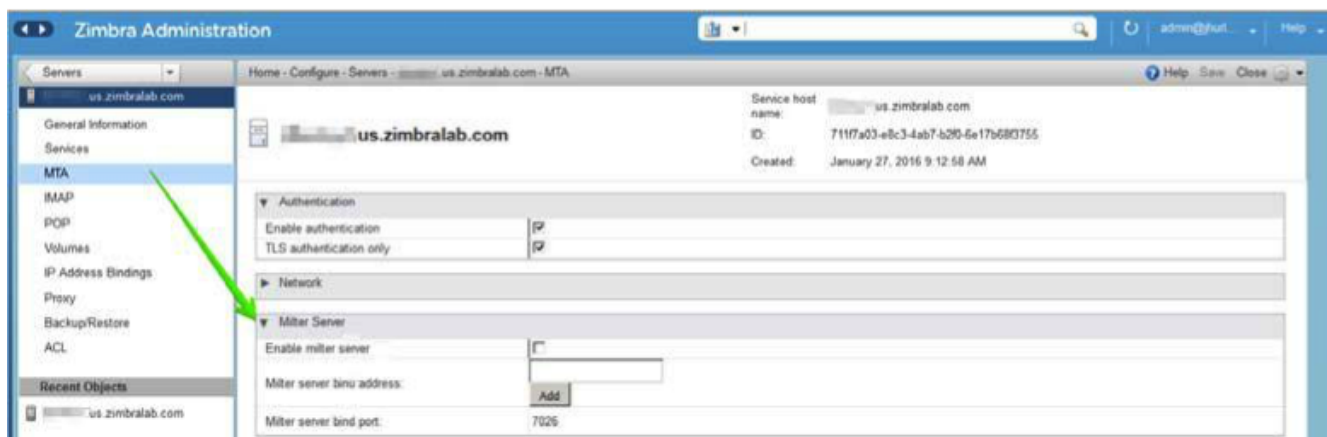 Zimbra Administration
admin@jhurl...
Help
Servers
Home - Configure - Servers - us.zimbralab.com - MTA
Help Save Close
us.zimbralab.com
General Information
Services
MTA
IMAP
POP
Volumes
IP Address Bindings
Proxy
Backup/Restore
ACL
Recent Objects
us.zimbralab.com
us.zimbralab.com
Service host name: us.zimbralab.com
ID: 711f7a03-e8c3-4ab7-b2f0-6e17b68f3755
Created: January 27, 2016 9:12:58 AM
Authentication
Enable authentication
TLS authentication only
Network
Milter Server
Enable milter server
Milter server bind address:
Add
Milter server bind port: 7026